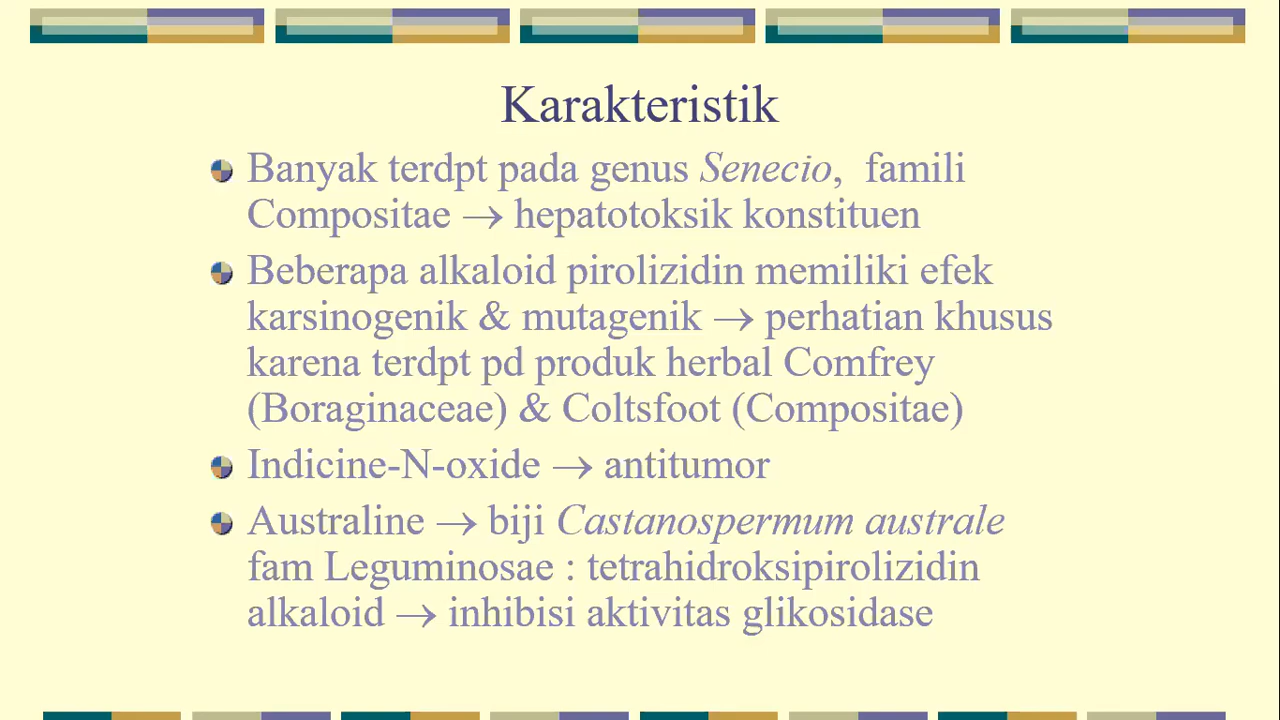 Karakteristik
Banyak terdpt pada genus Senecio, famili
Compositae → hepatotoksik konstituen
Beberapa alkaloid pirolizidin memiliki efek
karsinogenik & mutagenik → perhatian khusus
karena terdpt pd produk herbal Comfrey
(Boraginaceae) & Coltsfoot (Compositae)
Indicine-N-oxide → antitumor
Australine → biji Castanospermum australe
fam Leguminosae : tetrahidroksipirolizidin
alkaloid → inhibisi aktivitas glikosidase